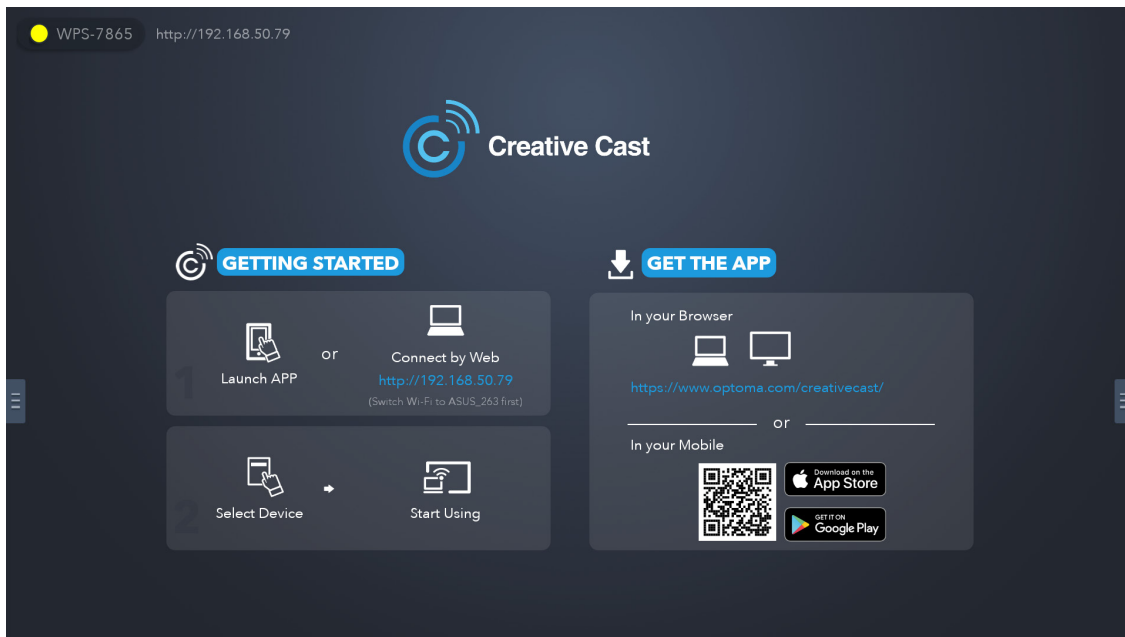 WPS-7865 http://192.168.50.79
Creative Cast
GETTING STARTED
1
Launch APP
or
Connect by Web
http://192.168.50.79
(Switch Wi-Fi to ASUS_263 first)
2
Select Device
Start Using
GET THE APP
In your Browser
https://www.optoma.com/creativecast/
or
In your Mobile
Download on the
App Store
GET IT ON
Google Play